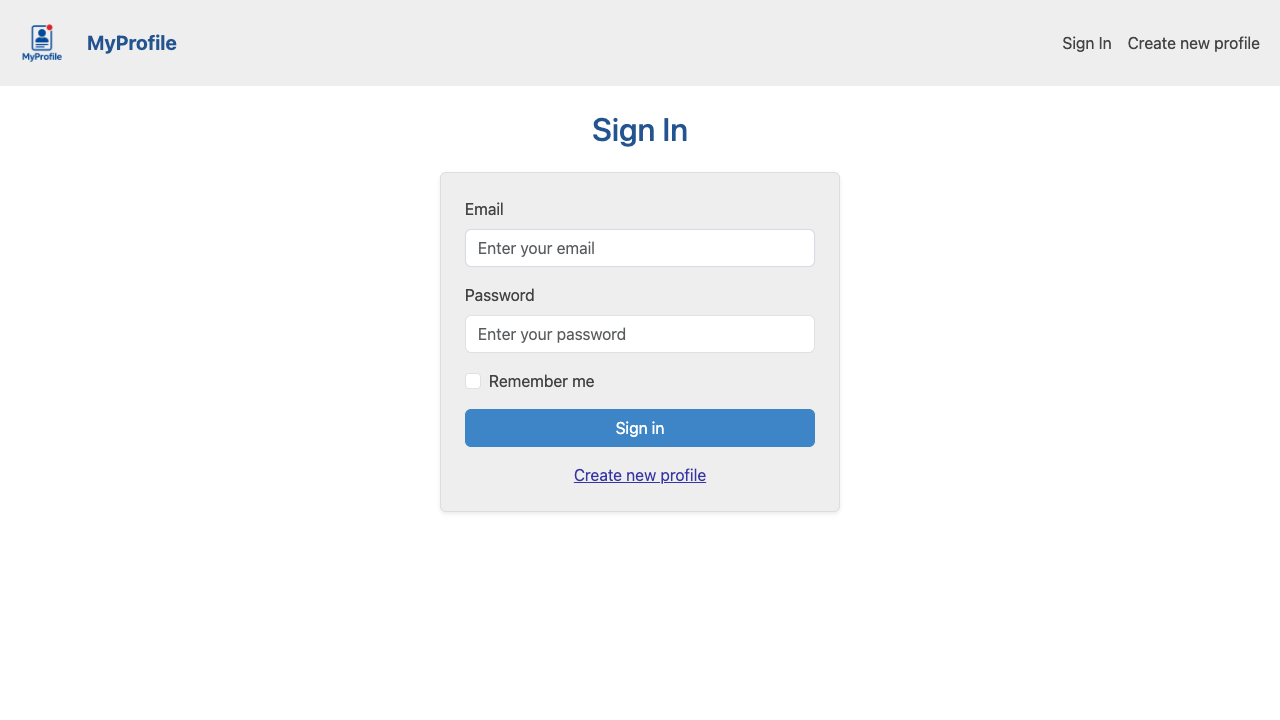 MyProfile
MyProfile
Sign In
Create new profile
Sign In
Email
Enter your email
Password
Enter your password
Remember me
Sign in
Create new profile